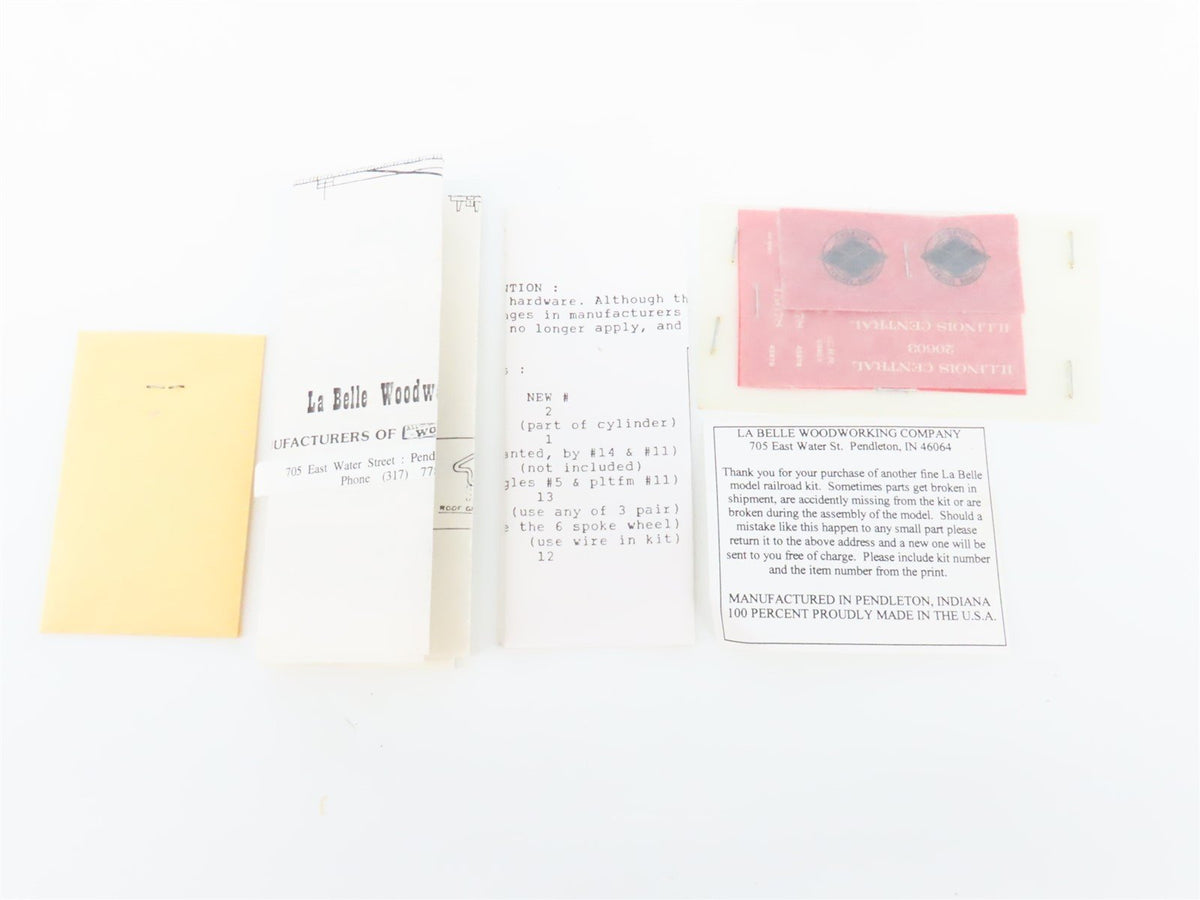 La Belle Woodw
UFACTURERS OF WO
705 East Water Street : Pend
Phone (317) 77
ROOF
NTION :
hardware. Although th
nges in manufacturers
no longer apply, and
s :
NEW #
2
(part of cylinder)
1
anted, by #14 & #11)
(not included)
gles #5 & pltfm #11)
13
(use any of 3 pair)
e the 6 spoke wheel)
(use wire in kit)
12
ILLINOIS CENTRAL
20603
ILLINOIS CENTRAL
LA BELLE WOODWORKING COMPANY
705 East Water St. Pendleton, IN 46064
Thank you for your purchase of another fine La Belle
model railroad kit. Sometimes parts get broken in
shipment, are accidently missing from the kit or are
broken during the assembly of the model. Should a
mistake like this happen to any small part please
return it to the above address and a new one will be
sent to you free of charge. Please include kit number
and the item number from the print.
MANUFACTURED IN PENDLETON, INDIANA
100 PERCENT PROUDLY MADE IN THE U.S.A.